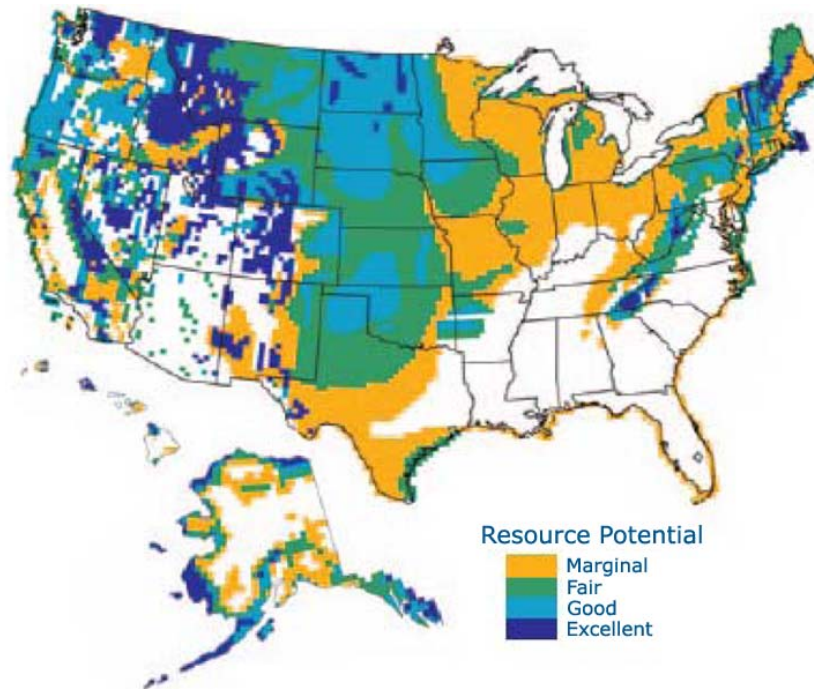 Resource Potential
Marginal
Fair
Good
Excellent